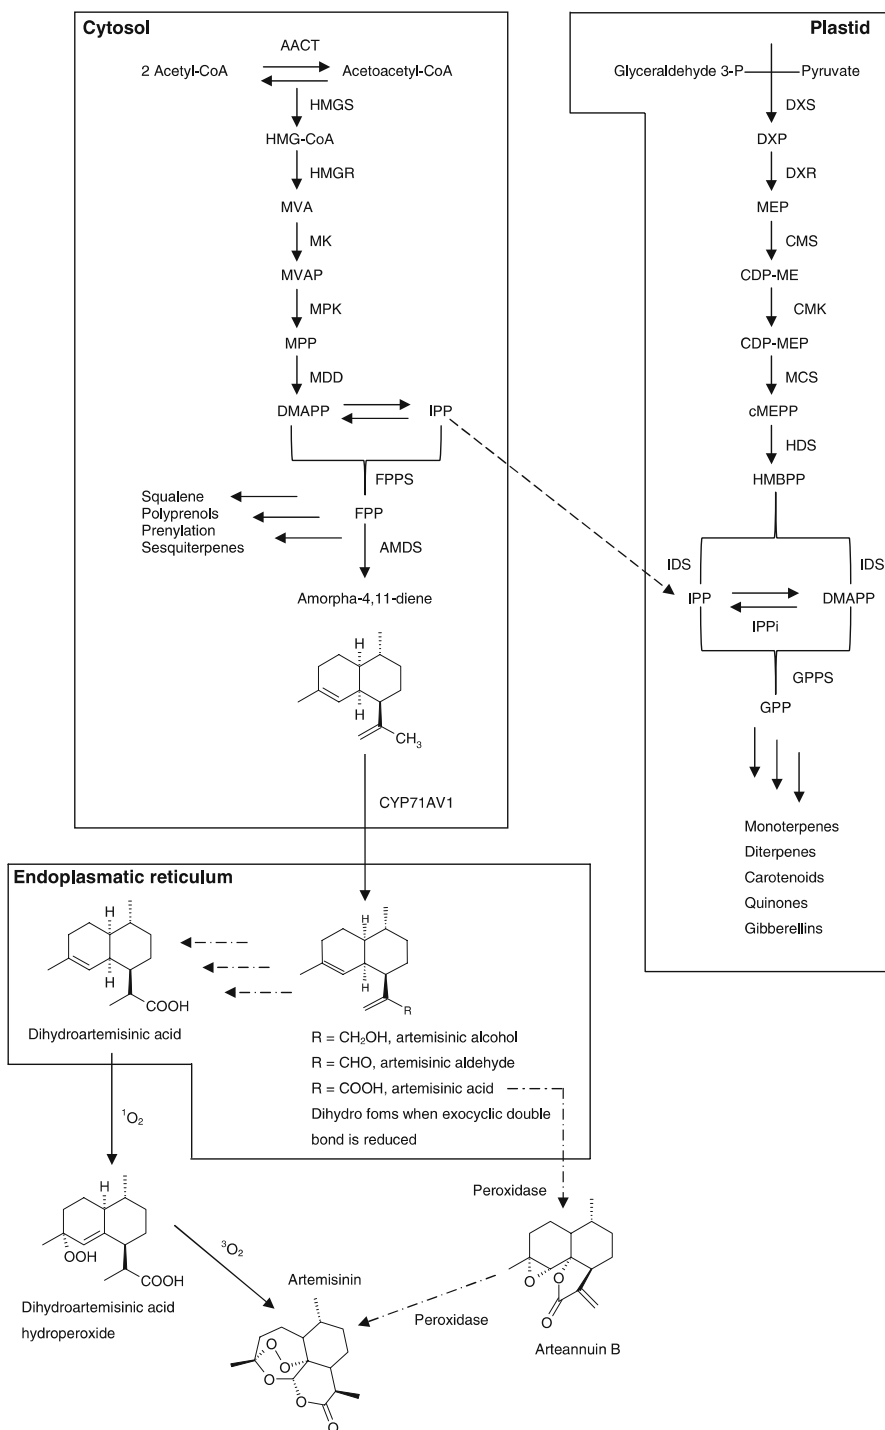 Cytosol
AACT
2 Acetyl-CoA
Acetoacetyl-CoA
HMGS
HMG-CoA
HMGR
MVA
MK
MVAP
MPK
MPP
MDD
DMAPP
IPP
FPPS
Squalene
Polyprenols
Prenylation
Sesquiterpenes
FPP
AMDS
Amorpha-4,11-diene
H
H
CH₃
CYP71AV1
Plastid
Glyceraldehyde 3-P
Pyruvate
DXS
DXP
DXR
MEP
CMS
CDP-ME
CMK
CDP-MEP
MCS
cMEPP
HDS
HMBPP
IDS
IDS
IPP
DMAPP
IPPi
GPPS
GPP
Monoterpenes
Diterpenes
Carotenoids
Quinones
Gibberellins
Endoplasmatic reticulum
H
H
COOH
Dihydroartemisinic acid
H
H
R
R = CH₂OH, artemisinic alcohol
R = CHO, artemisinic aldehyde
R = COOH, artemisinic acid
Dihydro foms when exocyclic double
bond is reduced
¹O₂
H
OOH
COOH
Dihydroartemisinic acid
hydroperoxide
³O₂
Peroxidase
O
O
O
Arteannuin B
Peroxidase
Artemisinin
O
O
O
O
O